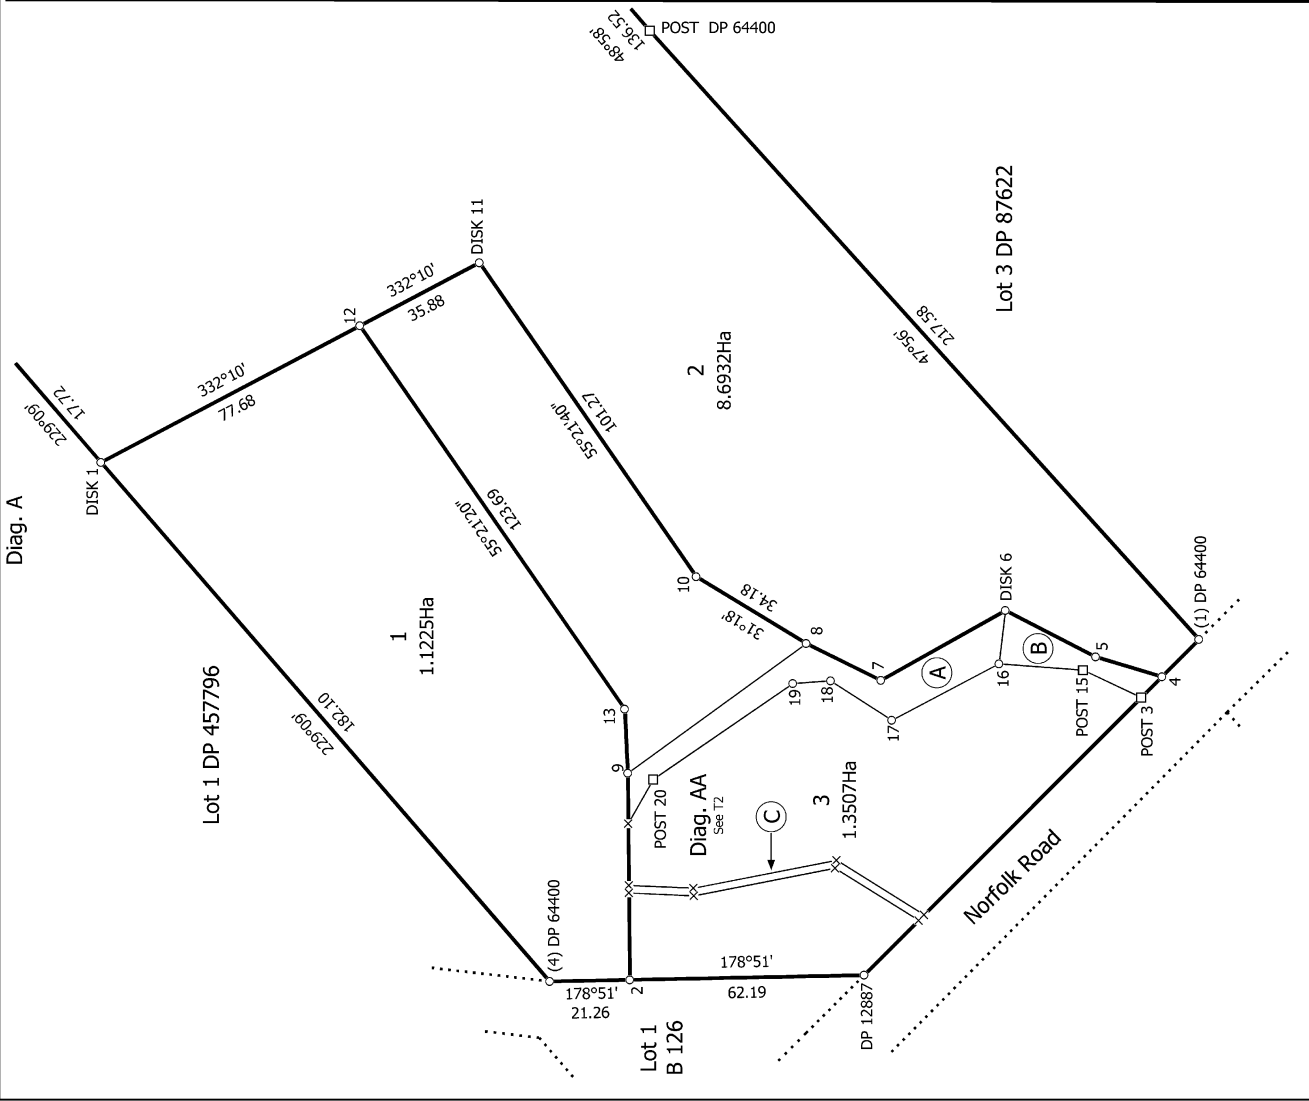 136.52
48°58'
POST DP 64400
Lot 3 DP 87622
DISK 11
332°10'
35.88
12
332°10'
77.68
17.72
229°09'
DISK 1
Diag. A
217.58
47°56'
2
8.6932Ha
101.27
55°21'40"
123.69
55°21'20"
1
1.1225Ha
10
34.18
31°18'
8
DISK 6
(1) DP 64400
7
5
B
A
4
16
POST 15
POST 3
19
18
17
13
9
Lot 1 DP 457796
182.10
229°09'
POST 20
Diag. AA
See T2
C
3
1.3507Ha
Norfolk Road
(4) DP 64400
178°51'
21.26
2
178°51'
62.19
DP 12887
Lot 1
B 126